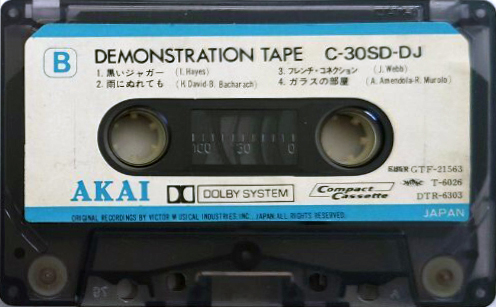 B DEMONSTRATION TAPE C-30SD-DJ
1. 黒いジャガー (I. Hayes)
2. 雨にぬれても (H. David-B. Bacharach)
3. フレンチ・コネクション (J. Webb)
4. ガラスの部屋 (A. Amendola-R. Murolo)
100 50 0
AKAI
DOLBY SYSTEM
Compact Cassette
GTF-21563
T-6026
DTR-6303
ORIGINAL RECORDINGS BY VICTOR MUSICAL INDUSTRIES, INC., JAPAN. ALL RIGHTS RESERVED.
JAPAN